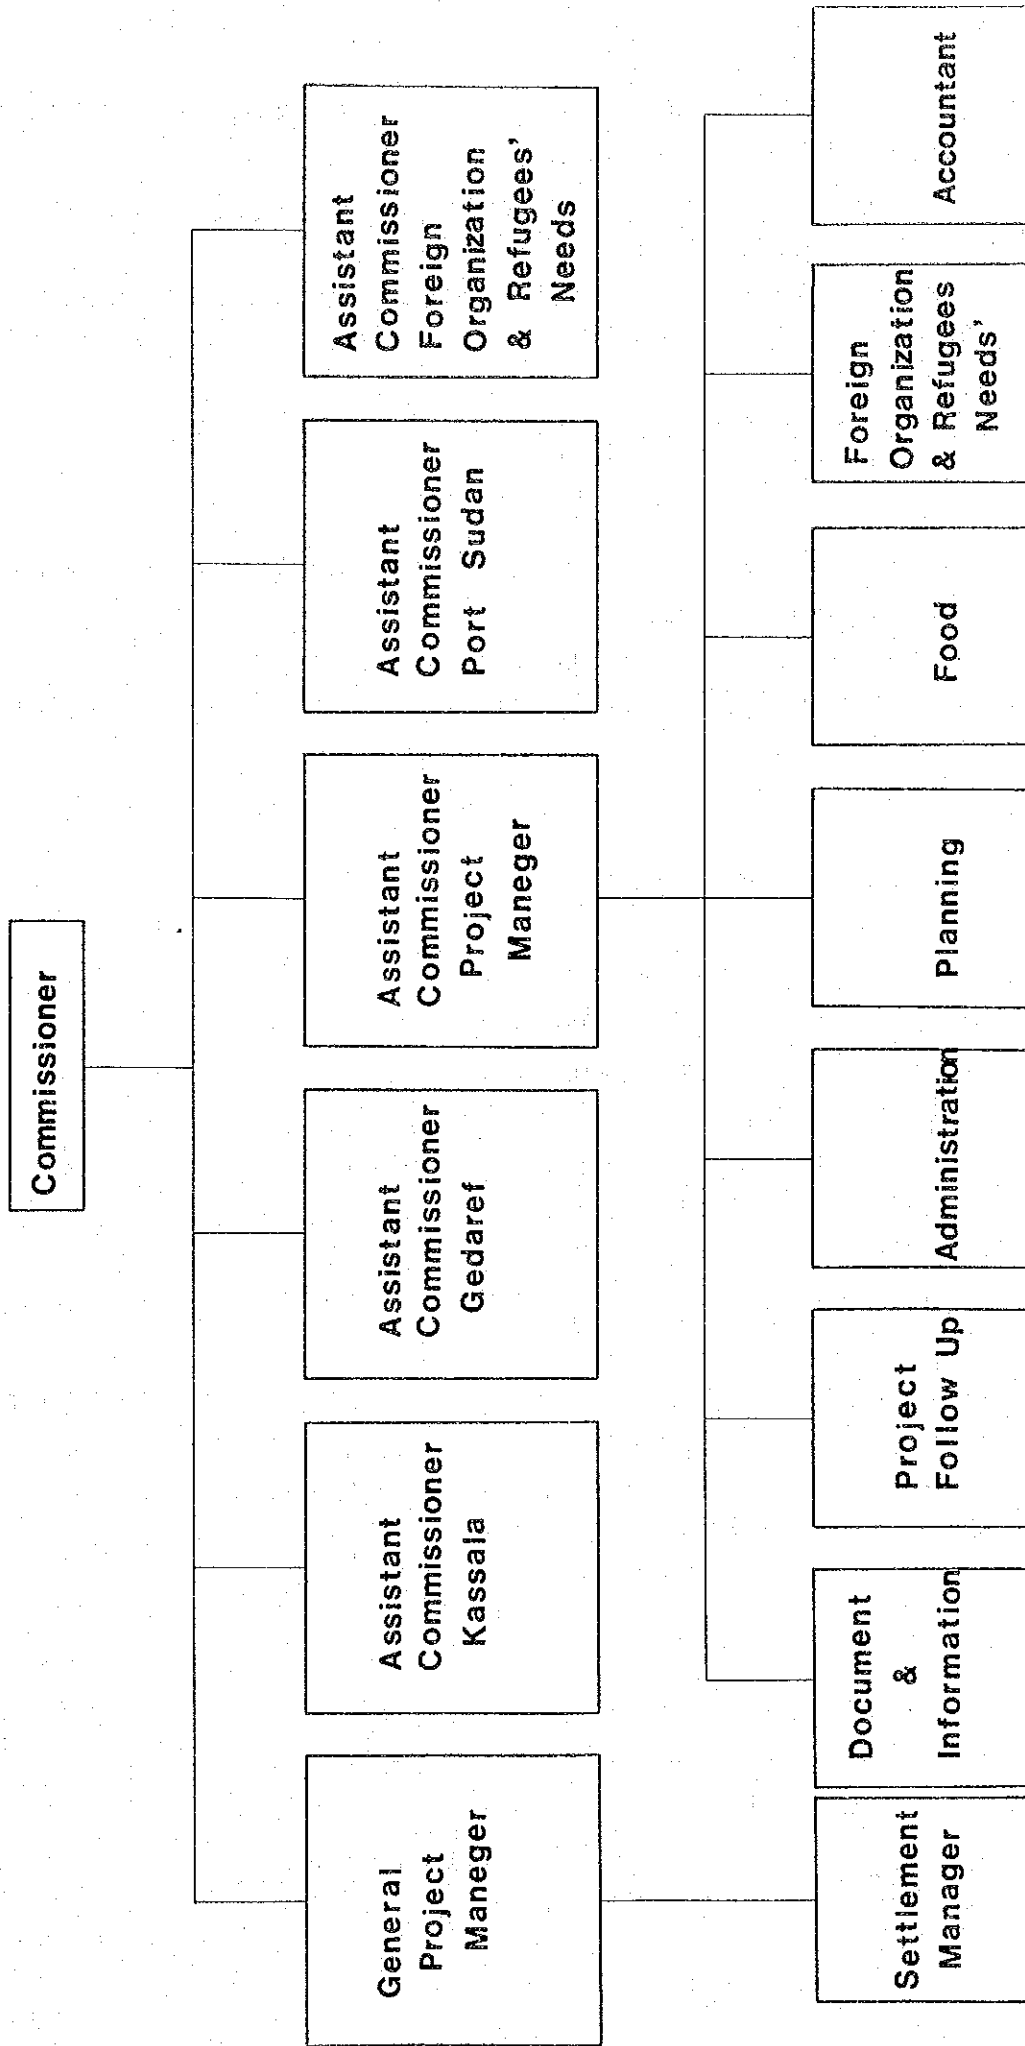 Commissioner
General
Project
Maneger
Assistant
Commissioner
Kassala
Assistant
Commissioner
Gedaref
Assistant
Commissioner
Project
Maneger
Assistant
Commissioner
Port Sudan
Assistant
Commissioner
Foreign
Organization
& Refugees'
Needs
Settlement
Manager
Document
&
Information
Project
Follow Up
Administration
Planning
Food
Foreign
Organization
& Refugees
Needs'
Accountant